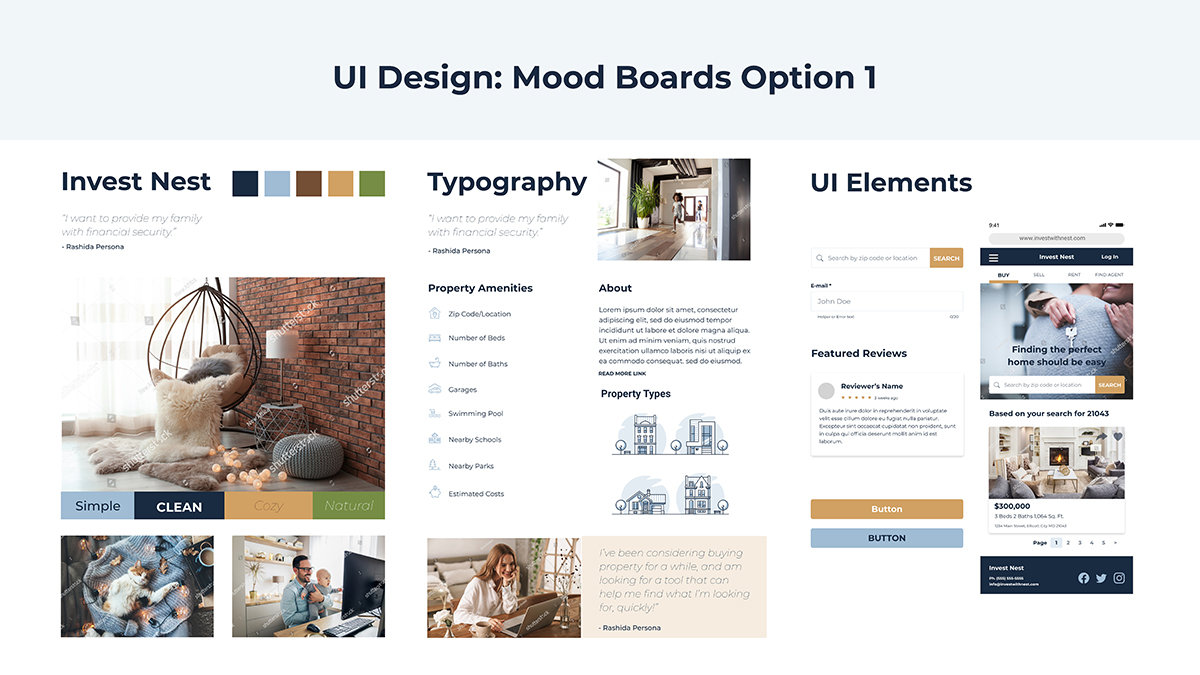 UI Design: Mood Boards Option 1
Invest Nest
"I want to provide my family
with financial security."
- Rashida Persona
shutterstock
Simple
CLEAN
Cozy
Natural
shutterstock
shutterstock
Typography
"I want to provide my family
with financial security."
- Rashida Persona
shutterstock
Property Amenities
Zip Code/Location
Number of Beds
Number of Baths
Garages
Swimming Pool
Nearby Schools
Nearby Parks
Estimated Costs
About
Lorem ipsum dolor sit amet, consectetur
adipiscing elit, sed do eiusmod tempor
incididunt ut labore et dolore magna aliqua.
Ut enim ad minim veniam, quis nostrud
exercitation ullamco laboris nisi ut aliquip ex
ea commodo consequat. sed do eiusmod.
READ MORE LINK
Property Types
shutterstock
I've been considering buying
property for a while, and am
looking for a tool that can
help me find what I'm looking
for, quickly!"
- Rashida Persona
UI Elements
Search by zip code or location
SEARCH
E-mail *
John Doe
Helper or Error text
0/20
Featured Reviews
Reviewer's Name
2 weeks ago
Duis aute irure dolor in reprehenderit in voluptate
velit esse cillum dolore eu fugiat nulla pariatur.
Excepteur sint occaecat cupidatat non proident, sunt
in culpa qui officia deserunt mollit anim id est
laborum.
Button
BUTTON
9:41
www.investwithnest.com
Invest Nest
Log In
BUY
SELL
RENT
FIND AGENT
Finding the perfect
home should be easy
Search by zip code or location
SEARCH
Based on your search for 21043
$300,000
3 Beds 2 Baths 1,064 Sq. Ft.
1234 Main Street, Ellicott City MD 21043
Page 1 2 3 4 5 >
Invest Nest
Ph. (555) 555-5555
info@investwithnest.com